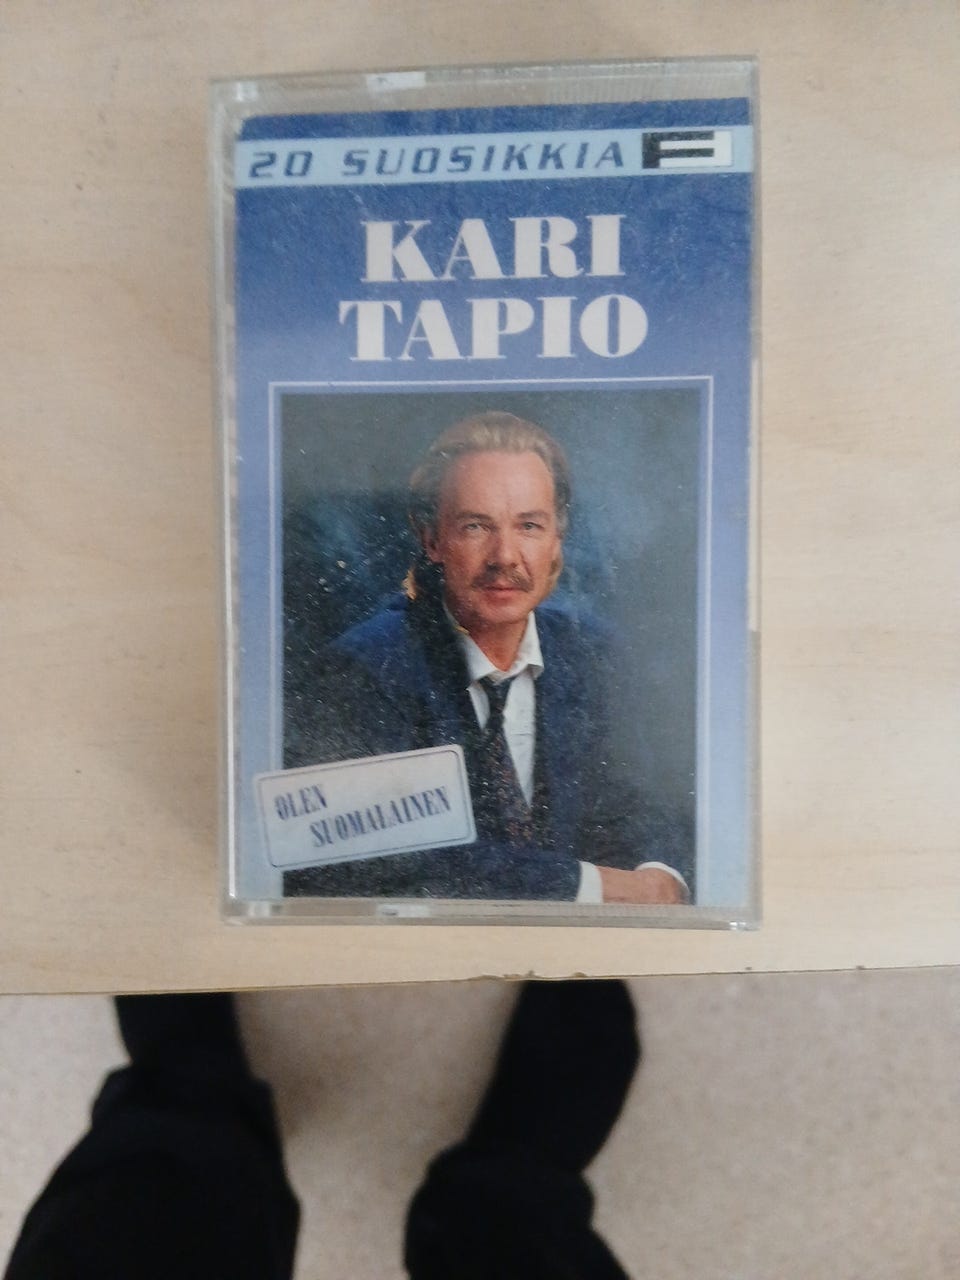 20 SUOSIKKIA F
KARI
TAPIO
OLEN
SUOMALAINEN